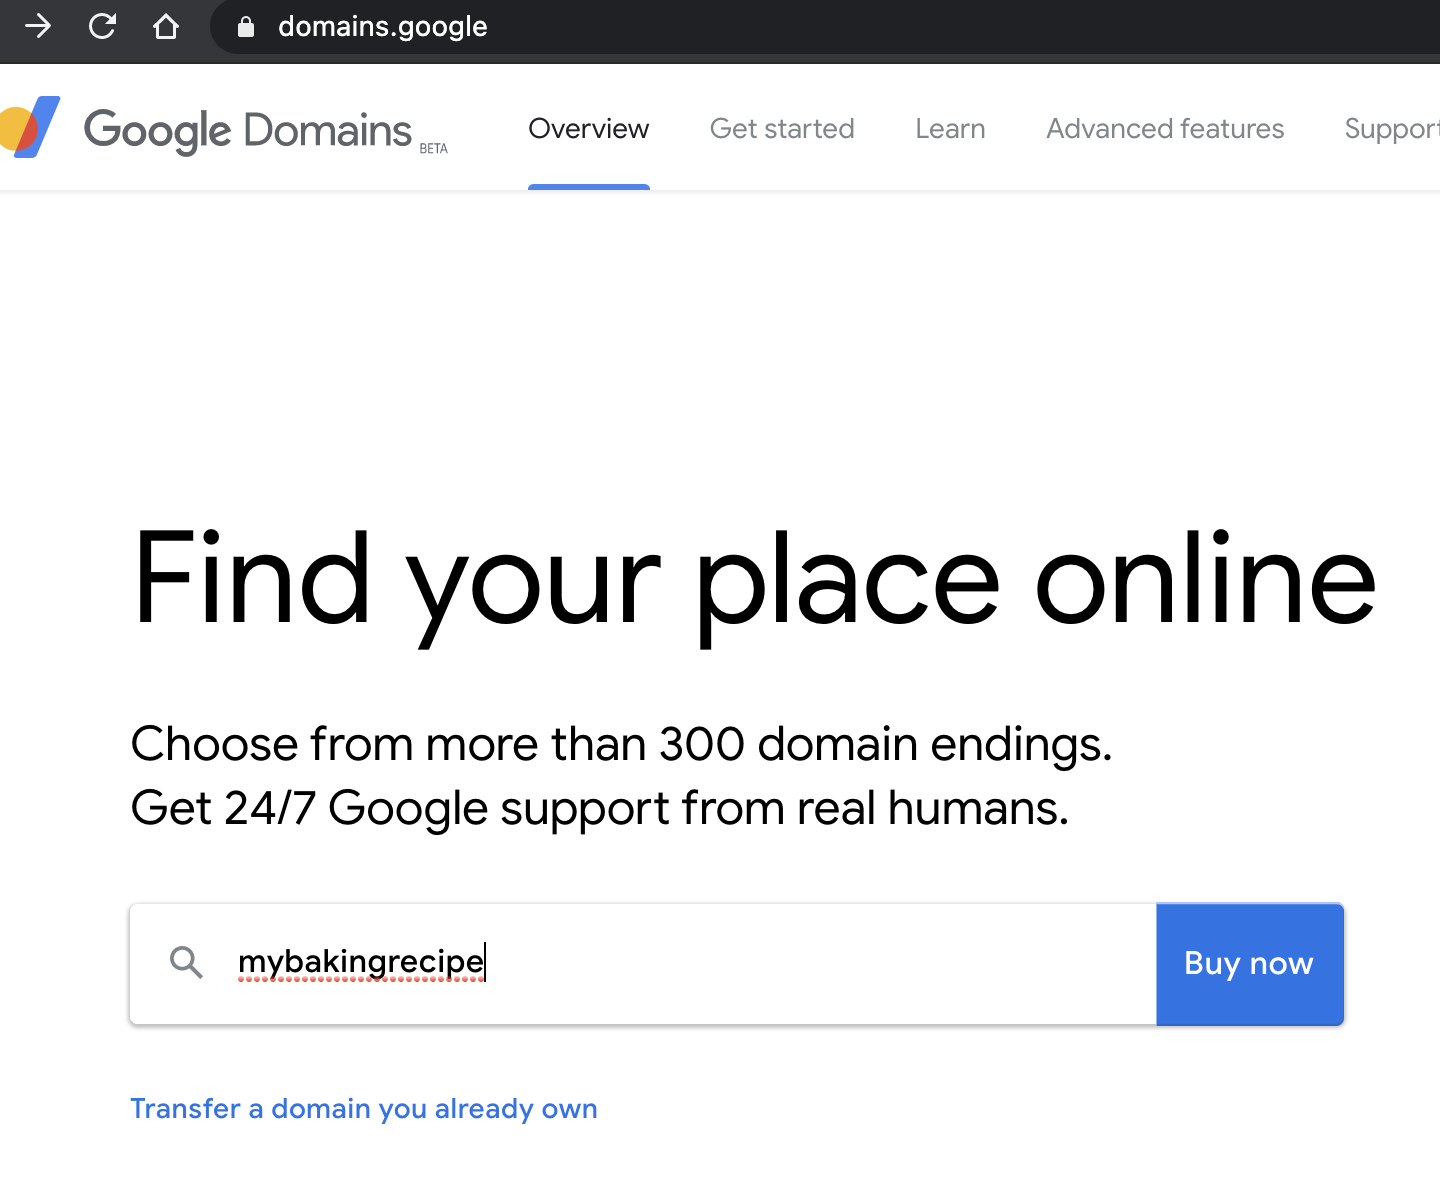 domains.google
Google Domains BETA
Overview
Get started
Learn
Advanced features
Support
Find your place online
Choose from more than 300 domain endings.
Get 24/7 Google support from real humans.
mybakingrecipe
Buy now
Transfer a domain you already own